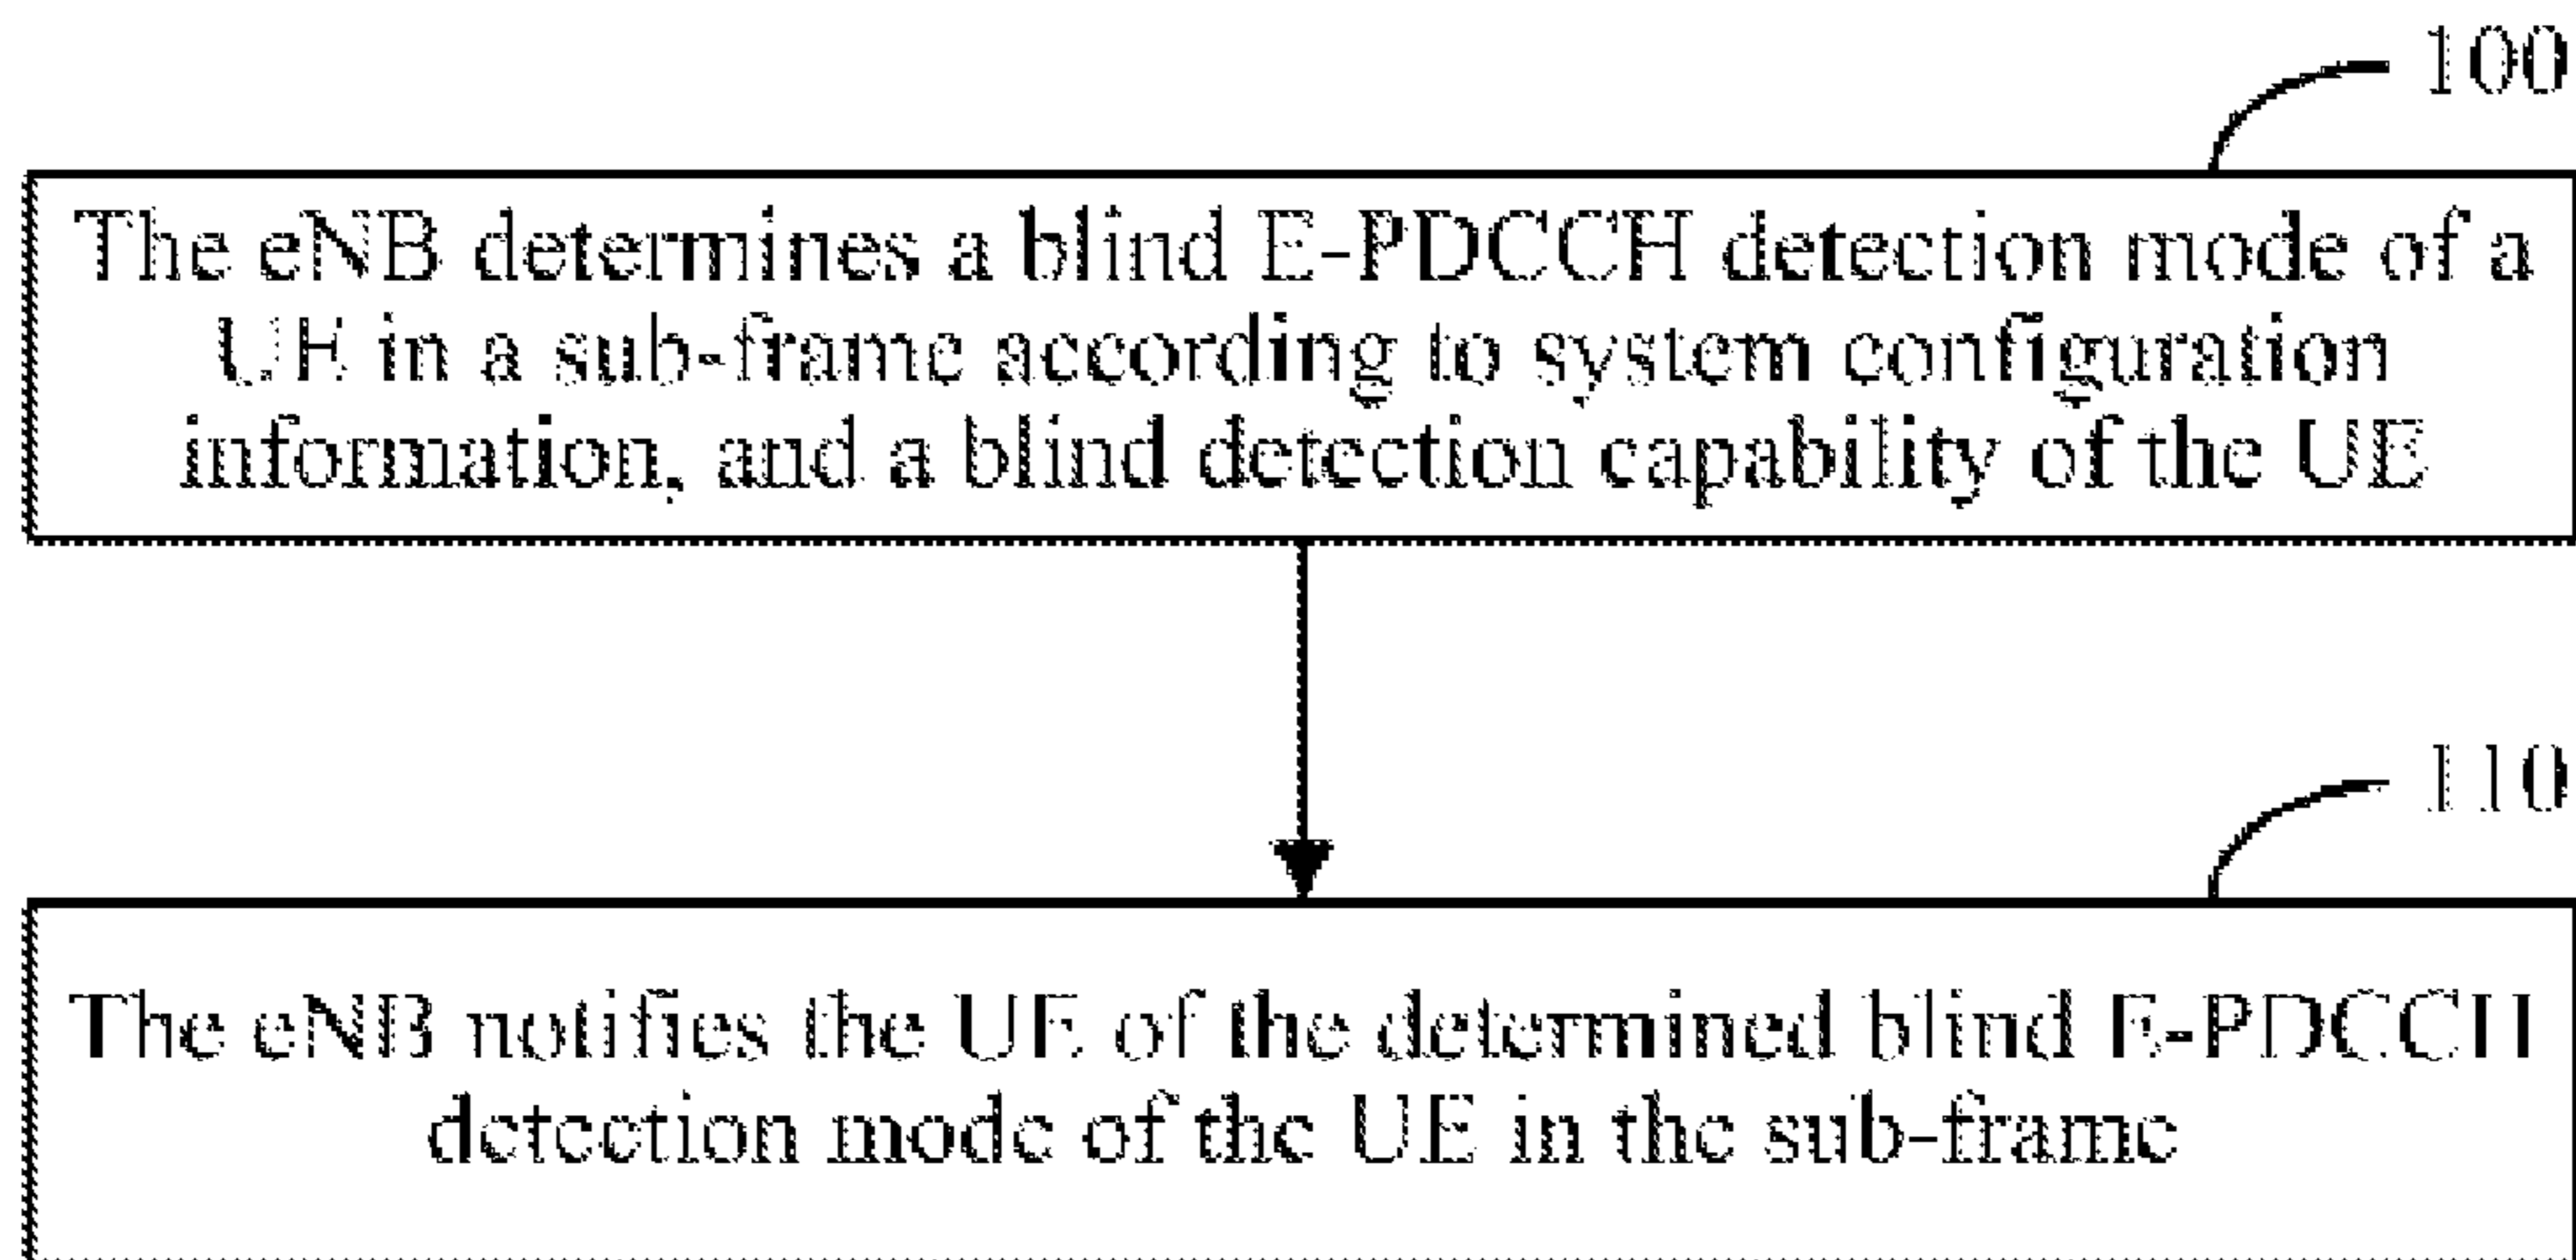 100
The eNB determines a blind E-PDCCH detection mode of a
UE in a sub-frame according to system configuration
information, and a blind detection capability of the UE
110
The eNB notifies the UE of the determined blind E-PDCCH
detection mode of the UE in the sub-frame